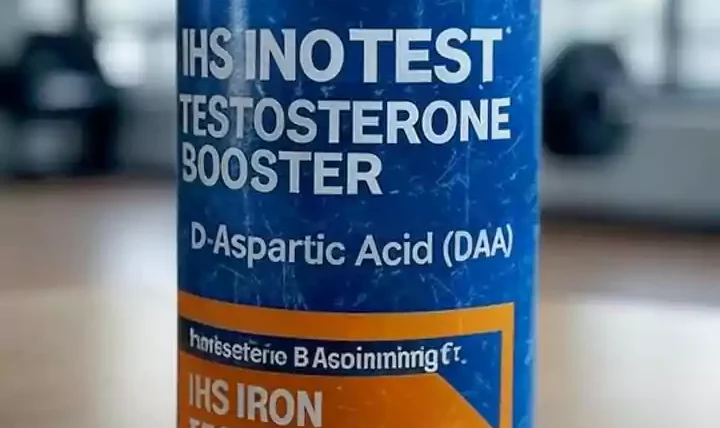 IHS INOTEST
TESTOSTERONE
BOOSTER
D-Aspartic Acid (DAA)
B
IHS IRON